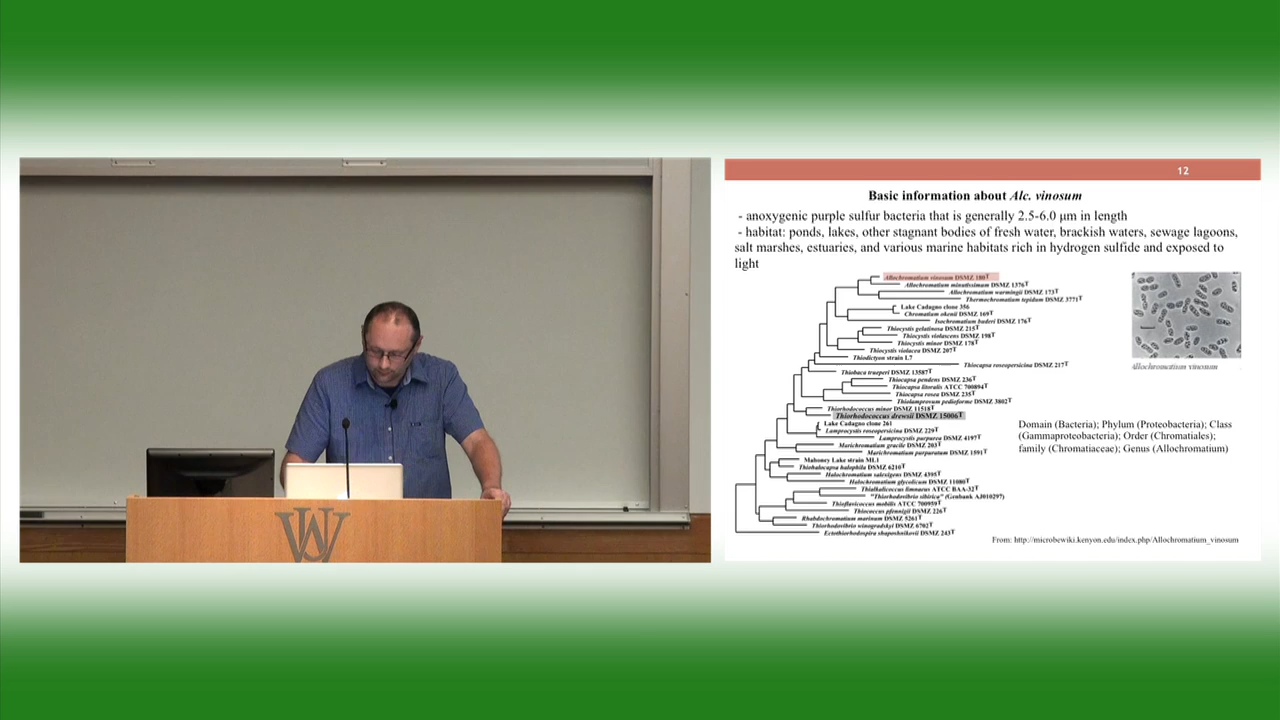 W
12
Basic information about Alc. vinosum
- anoxygenic purple sulfur bacteria that is generally 2.5-6.0 μm in length
- habitat: ponds, lakes, other stagnant bodies of fresh water, brackish waters, sewage lagoons,
salt marshes, estuaries, and various marine habitats rich in hydrogen sulfide and exposed to
light
Allochromatium vinosum DSMZ 180T
Allochromatium minutissimum DSMZ 1376T
Allochromatium warmingii DSMZ 173T
Thermochromatium tepidum DSMZ 3771T
Lake Cadagno clone 356
Chromatium okenii DSMZ 169T
Isochromatium buderi DSMZ 176T
Thiocystis gelatinosa DSMZ 215T
Thiocystis violascens DSMZ 198T
Thiocystis minor DSMZ 178T
Thiocystis violacea DSMZ 207T
Thiodictyon strain L7
Thiocapsa roseopersicina DSMZ 217T
Thiobaca trueperi DSMZ 13587T
Thiocapsa pendens DSMZ 236T
Thiocapsa litoralis ATCC 700894T
Thiocapsa rosea DSMZ 235T
Thiolamprovum pedioforme DSMZ 3802T
Thiorhodococcus minor DSMZ 11518T
Thiorhodococcus drewsii DSMZ 15006T
Lake Cadagno clone 261
Lamprocystis roseopersicina DSMZ 229T
Lamprocystis purpurea DSMZ 4197T
Marichromatium gracile DSMZ 203T
Marichromatium purpuratum DSMZ 1591T
Mahoney Lake strain ML1
Thiohalocapsa halophila DSMZ 6210T
Halochromatium salexigens DSMZ 4395T
Halochromatium glycolicum DSMZ 11080T
Thialkalicoccus limnaeus ATCC BAA-32T
"Thiorhodovibrio sibirica" (Genbank AJ010297)
Thioflavicoccus mobilis ATCC 700959T
Thiococcus pfennigii DSMZ 226T
Rhabdochromatium marinum DSMZ 5261T
Thiorhodovibrio winogradskyi DSMZ 6702T
Ectothiorhodospira shaposhnikovii DSMZ 243T
Allochromatium vinosum
Domain (Bacteria); Phylum (Proteobacteria); Class
(Gammaproteobacteria); Order (Chromatiales);
family (Chromatiaceae); Genus (Allochromatium)
From: http://microbewiki.kenyon.edu/index.php/Allochromatium_vinosum